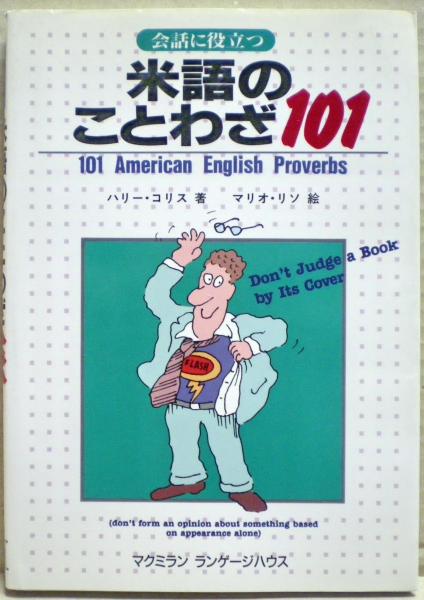 会話に役立つ
米語の
ことわざ101
101 American English Proverbs
ハリー・コリス 著 マリオ・リソ 絵
Don't Judge a Book
by Its Cover
FLASH
(don't form an opinion about something based
on appearance alone)
マクミラン ランゲージハウス